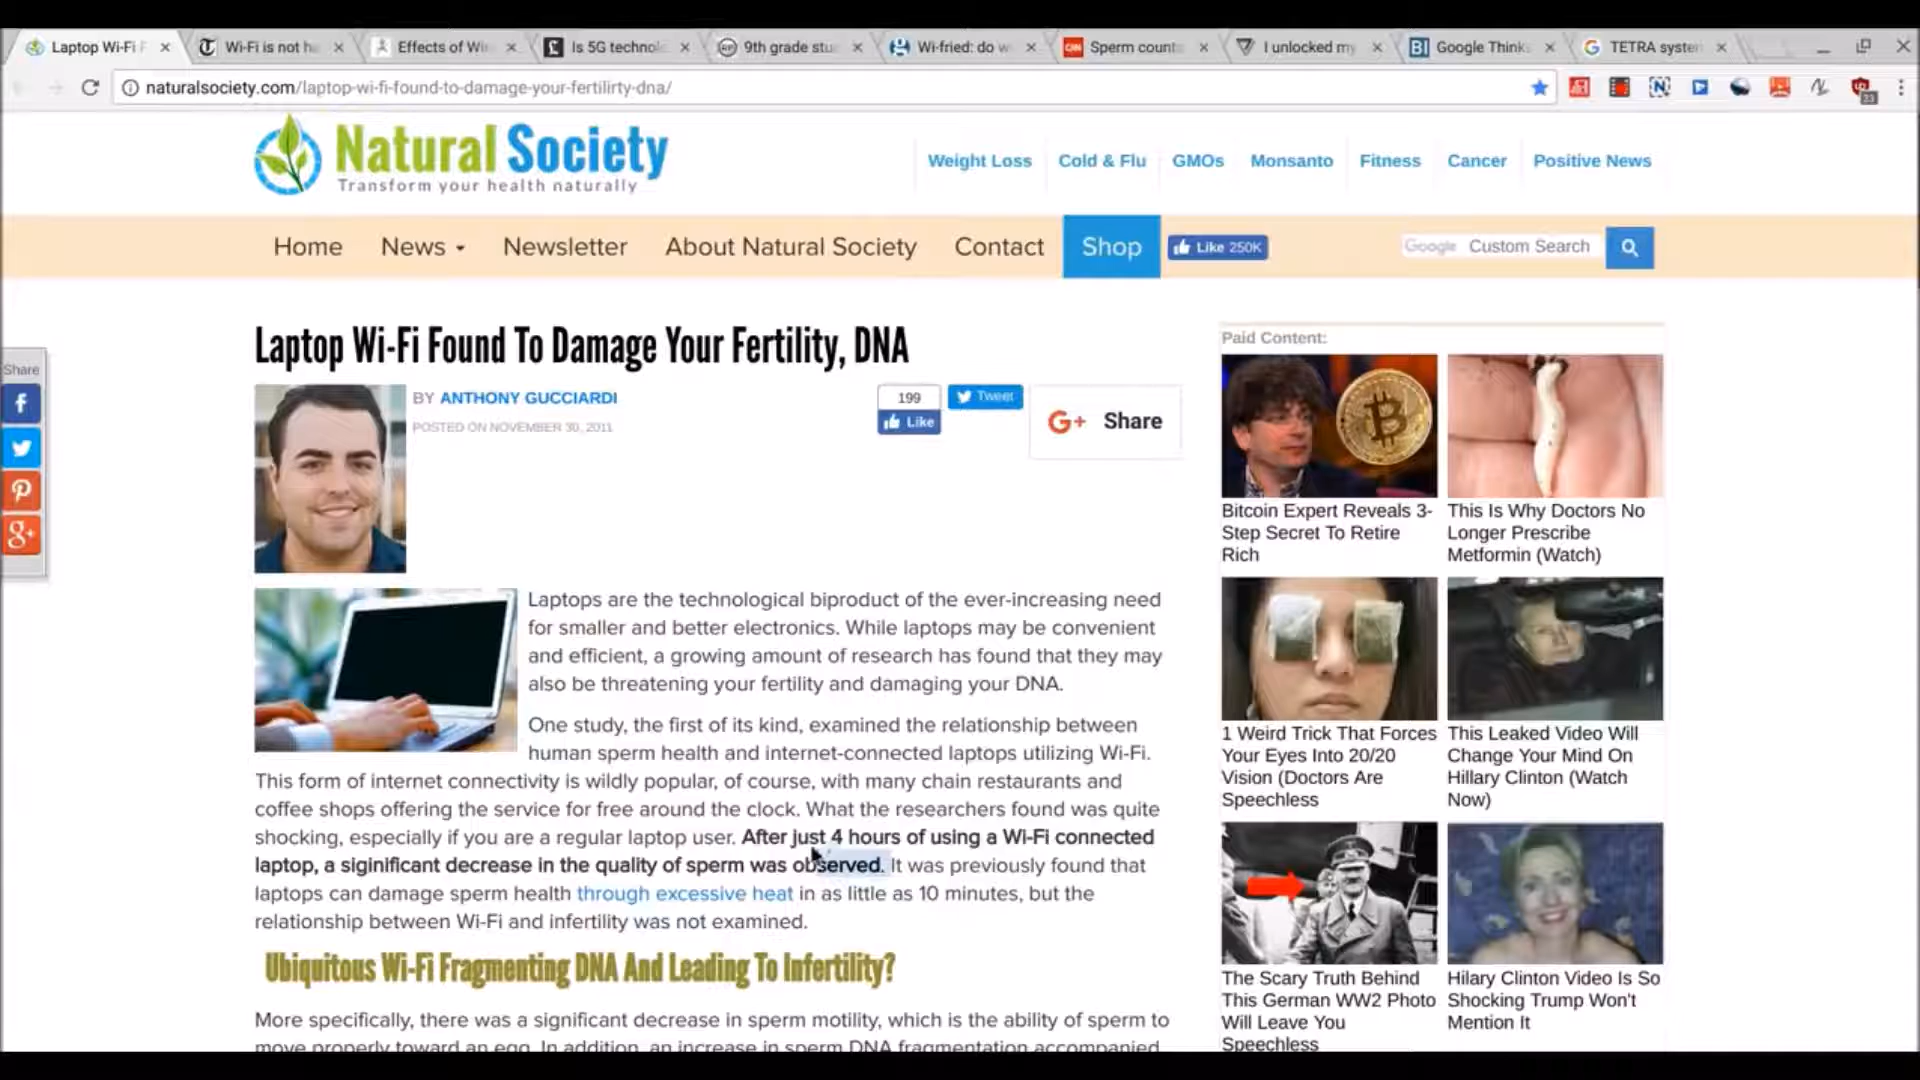 Laptop Wi-Fi F
Wi-Fi is not ha
Effects of Wi
Is 5G technol
9th grade stu
Wi-fried: do w
Sperm count
I unlocked my
Google Think
TETRA syster
naturalsociety.com/laptop-wi-fi-found-to-damage-your-fertilirty-dna/
33
Natural Society
Transform your health naturally
Weight Loss
Cold & Flu
GMOs
Monsanto
Fitness
Cancer
Positive News
Home
News
Newsletter
About Natural Society
Contact
Shop
Like 250K
Google Custom Search
Laptop Wi-Fi Found To Damage Your Fertility, DNA
Share
BY ANTHONY GUCCIARDI
POSTED ON NOVEMBER 30, 2011
199
Like
Tweet
G+ Share
Laptops are the technological biproduct of the ever-increasing need
for smaller and better electronics. While laptops may be convenient
and efficient, a growing amount of research has found that they may
also be threatening your fertility and damaging your DNA.
One study, the first of its kind, examined the relationship between
human sperm health and internet-connected laptops utilizing Wi-Fi.
This form of internet connectivity is wildly popular, of course, with many chain restaurants and
coffee shops offering the service for free around the clock. What the researchers found was quite
shocking, especially if you are a regular laptop user. After just 4 hours of using a Wi-Fi connected
laptop, a siginificant decrease in the quality of sperm was observed. It was previously found that
laptops can damage sperm health through excessive heat in as little as 10 minutes, but the
relationship between Wi-Fi and infertility was not examined.
Ubiquitous Wi-Fi Fragmenting DNA And Leading To Infertility?
More specifically, there was a significant decrease in sperm motility, which is the ability of sperm to
move properly toward an egg. In addition, an increase in sperm DNA fragmentation accompanied
Paid Content:
Bitcoin Expert Reveals 3-
Step Secret To Retire
Rich
This Is Why Doctors No
Longer Prescribe
Metformin (Watch)
1 Weird Trick That Forces
Your Eyes Into 20/20
Vision (Doctors Are
Speechless
This Leaked Video Will
Change Your Mind On
Hillary Clinton (Watch
Now)
The Scary Truth Behind
This German WW2 Photo
Will Leave You
Speechless
Hilary Clinton Video Is So
Shocking Trump Won't
Mention It